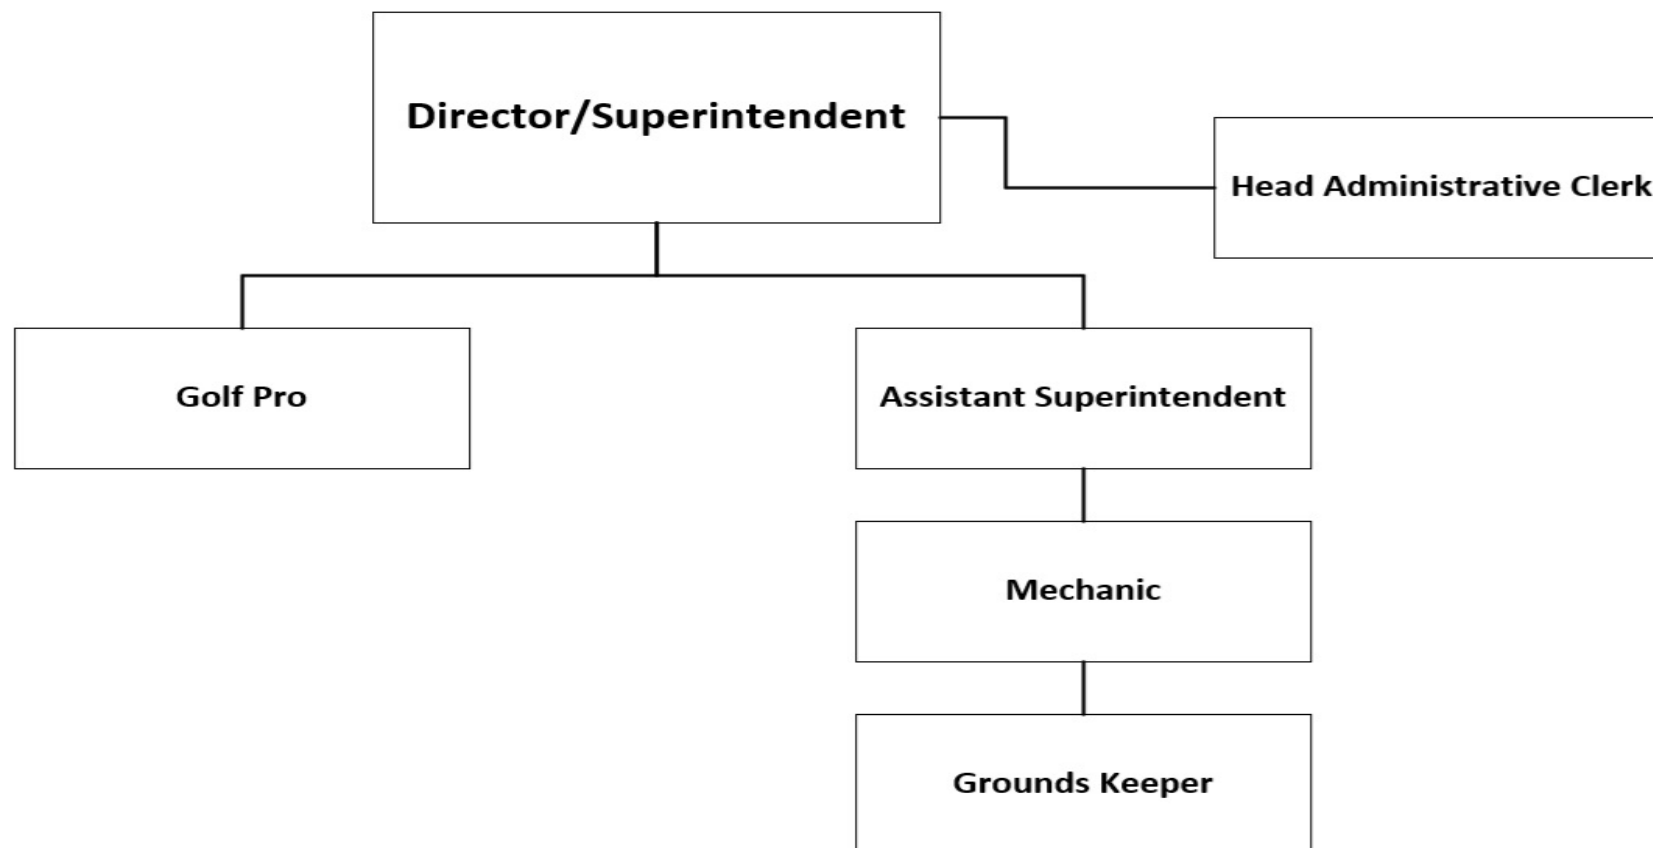 Director/Superintendent
Head Administrative Clerk
Golf Pro
Assistant Superintendent
Mechanic
Grounds Keeper